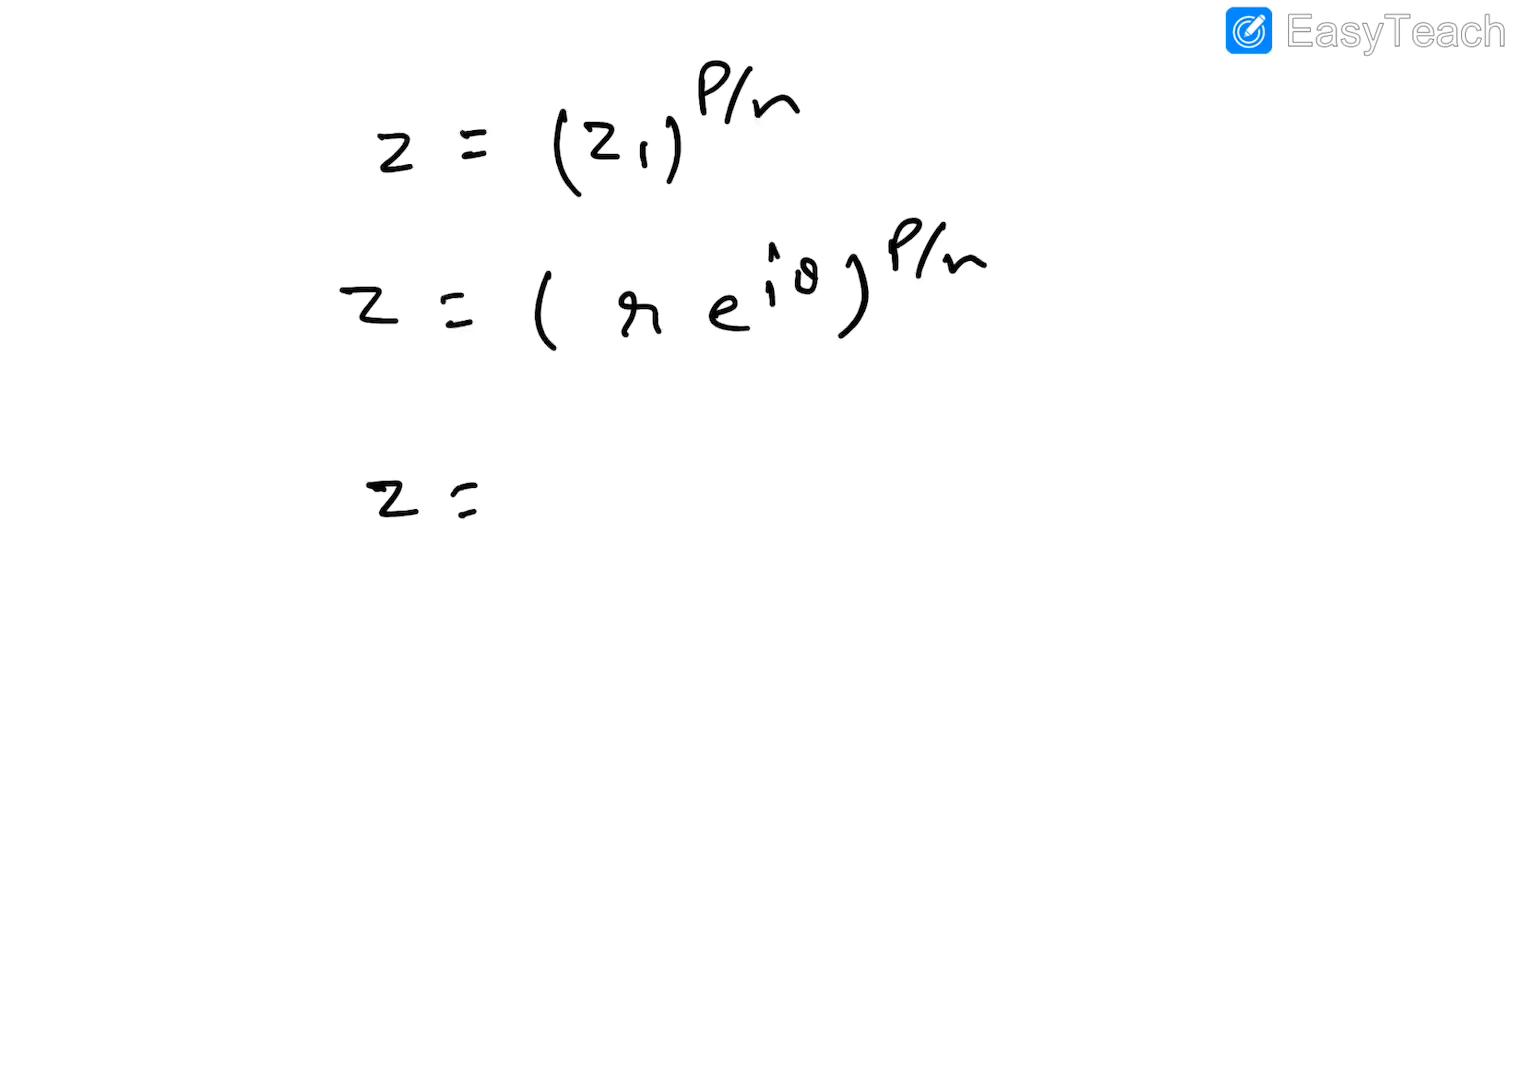 EasyTeach
z = (z₁)^{P/n}
z = ( r e^{iθ} )^{P/n}
z =